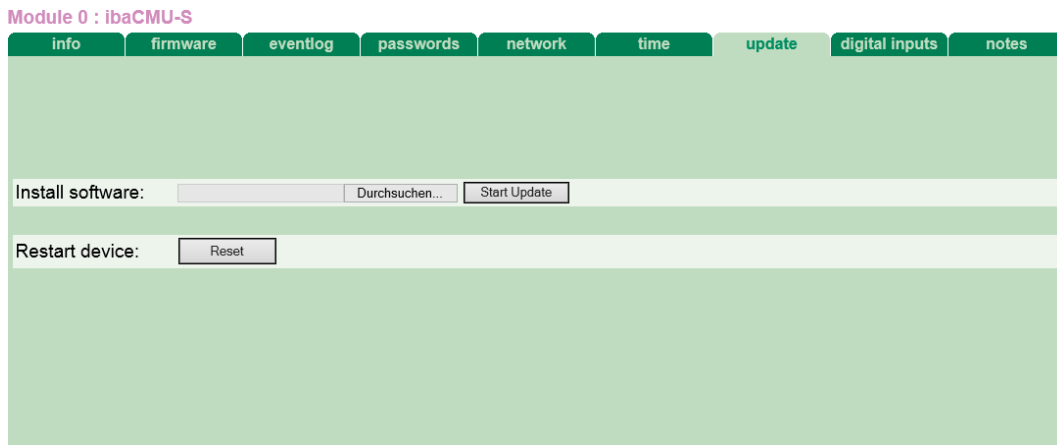 Module 0 : ibaCMU-S
info firmware eventlog passwords network time update digital inputs notes
Install software: Durchsuchen... Start Update
Restart device: Reset